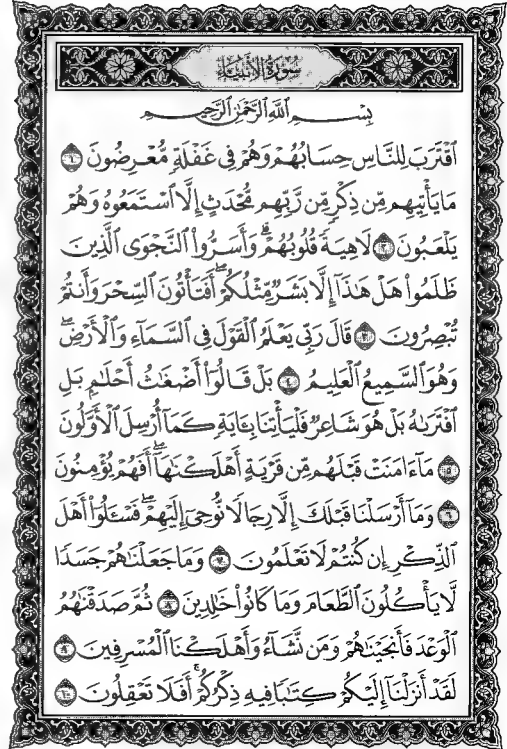 سُورَةُ الأَنبِيَاءِ
بِسْمِ اللَّهِ الرَّحْمَٰنِ الرَّحِيمِ
ٱقْتَرَبَ لِلنَّاسِ حِسَابُهُمْ وَهُمْ فِي غَفْلَةٍ مُّعْرِضُونَ ١
مَا يَأْتِيهِم مِّن ذِكْرٍ مِّن رَّبِّهِم مُّحْدَثٍ إِلَّا ٱسْتَمَعُوهُ وَهُمْ
يَلْعَبُونَ ٢ لَاهِيَةً قُلُوبُهُمْ ۗ وَأَسَرُّوا۟ ٱلنَّجْوَى ٱلَّذِينَ
ظَلَمُوا۟ هَلْ هَٰذَآ إِلَّا بَشَرٌ مِّثْلُكُمْ ۖ أَفَتَأْتُونَ ٱلسِّحْرَ وَأَنتُمْ
تُبْصِرُونَ ٣ قَالَ رَبِّي يَعْلَمُ ٱلْقَوْلَ فِي ٱلسَّمَآءِ وَٱلْأَرْضِ ۖ
وَهُوَ ٱلسَّمِيعُ ٱلْعَلِيمُ ٤ بَلْ قَالُوٓا۟ أَضْغَٰثُ أَحْلَٰمٍۭ بَلِ
ٱفْتَرَىٰهُ بَلْ هُوَ شَاعِرٌ فَلْيَأْتِنَا بِـَٔايَةٍ كَمَآ أُرْسِلَ ٱلْأَوَّلُونَ
٥ مَآ ءَامَنَتْ قَبْلَهُم مِّن قَرْيَةٍ أَهْلَكْنَٰهَآ ۖ أَفَهُمْ يُؤْمِنُونَ
٦ وَمَآ أَرْسَلْنَا قَبْلَكَ إِلَّا رِجَالًا نُّوحِيٓ إِلَيْهِمْ ۖ فَسْـَٔلُوٓا۟ أَهْلَ
ٱلذِّكْرِ إِن كُنتُمْ لَا تَعْلَمُونَ ٧ وَمَا جَعَلْنَٰهُمْ جَسَدًا
لَّا يَأْكُلُونَ ٱلطَّعَامَ وَمَا كَانُوا۟ خَٰلِدِينَ ٨ ثُمَّ صَدَقْنَٰهُمُ
ٱلْوَعْدَ فَأَنجَيْنَٰهُمْ وَمَن نَّشَآءُ وَأَهْلَكْنَا ٱلْمُسْرِفِينَ ٩
لَقَدْ أَنزَلْنَآ إِلَيْكُمْ كِتَٰبًا فِيهِ ذِكْرُكُمْ ۖ أَفَلَا تَعْقِلُونَ ١٠